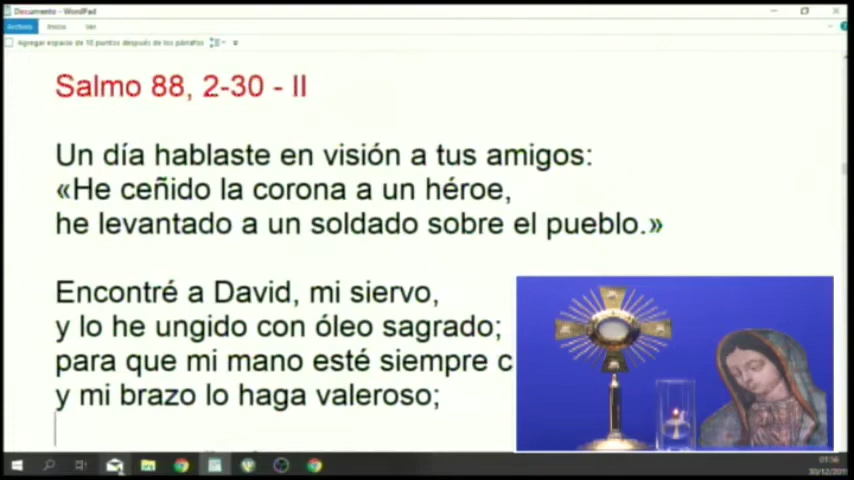 Documento - WordPad
Archivo Inicio Ver
Agregar espacio de 10 puntos después de los párrafos
Salmo 88, 2-30 - II
Un día hablaste en visión a tus amigos:
«He ceñido la corona a un héroe,
he levantado a un soldado sobre el pueblo.»
Encontré a David, mi siervo,
y lo he ungido con óleo sagrado;
para que mi mano esté siempre c
y mi brazo lo haga valeroso;
01:56